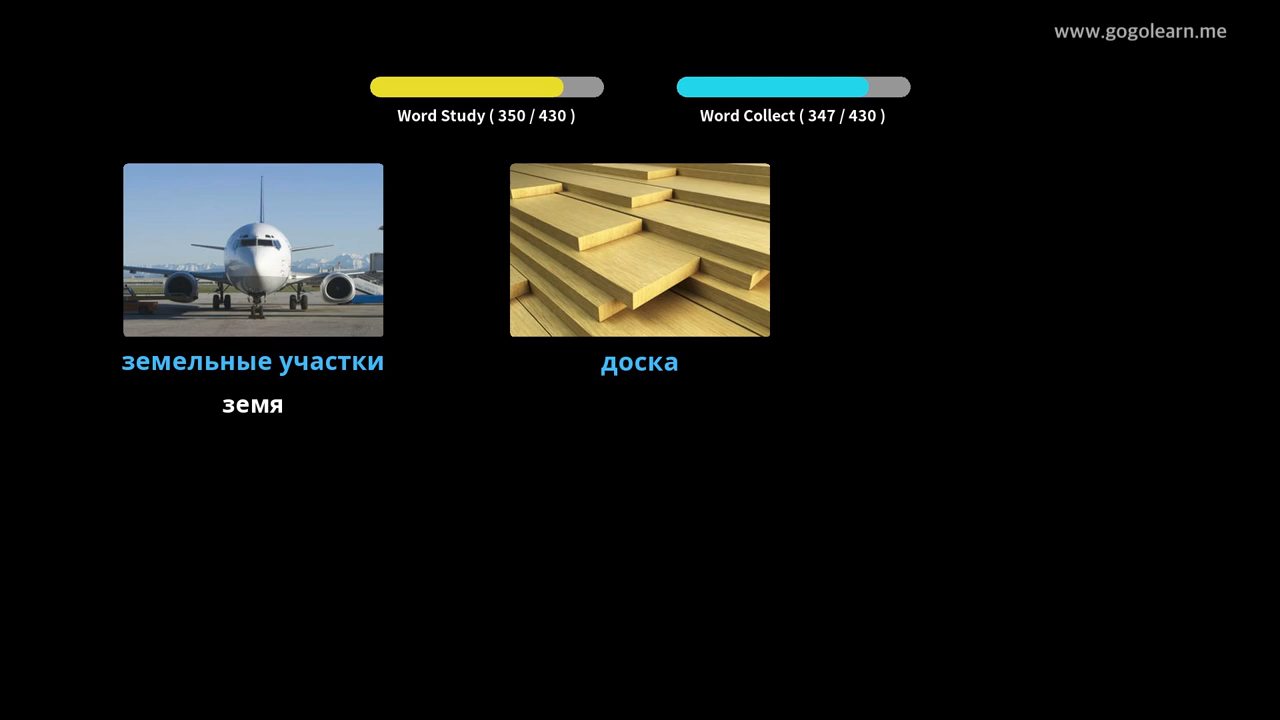 www.gogolearn.me
Word Study ( 350 / 430 )
Word Collect ( 347 / 430 )
земельные участки
доска
земя